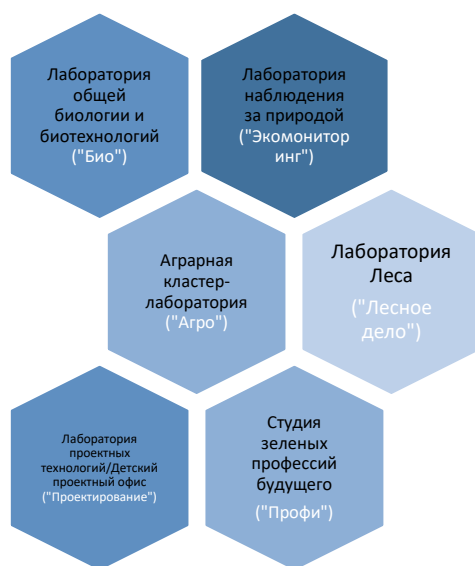 Лаборатория
общей
биологии и
биотехнологий
("Био")
Лаборатория
наблюдения
за природой
("Экомонитор
инг")
Аграрная
кластер-
лаборатория
("Агро")
Лаборатория
Леса
("Лесное
дело")
Лаборатория
проектных
технологий/Детский
проектный офис
("Проектирование")
Студия
зеленых
профессий
будущего
("Профи")